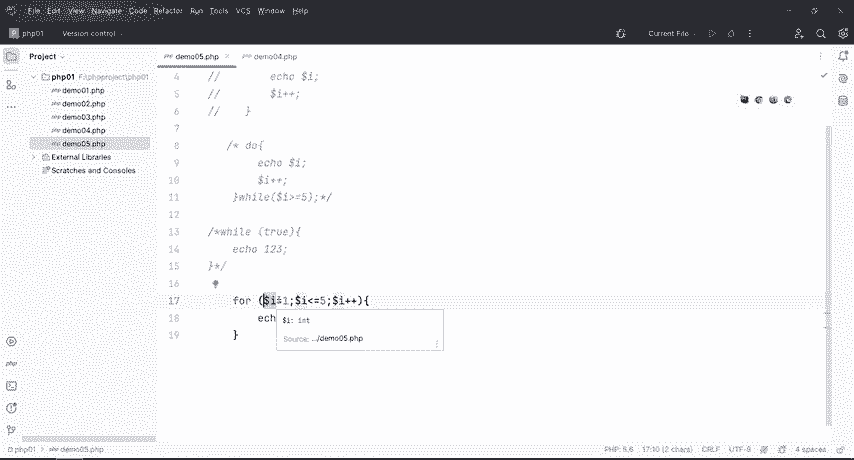 File Edit View Navigate Code Refactor Run Tools VCS Window Help
php01 Version control Current File
Project
demo05.php demo04.php
php01 F:\phpproject\php01
demo01.php
demo02.php
demo03.php
demo04.php
demo05.php
External Libraries
Scratches and Consoles
4 // echo $i;
5 // $i++;
6 // }
7
8 /* do{
9 echo $i;
10 $i++;
11 }while($i>=5);*/
12
13 /*while (true){
14 echo 123;
15 }*/
16
17 for ($i=1;$i<=5;$i++){
18 ech
19 }
$i: int
Source: .../demo05.php
php
php01 > demo05.php PHP: 5.6 17:10 (2 chars) CRLF UTF-8 4 spaces